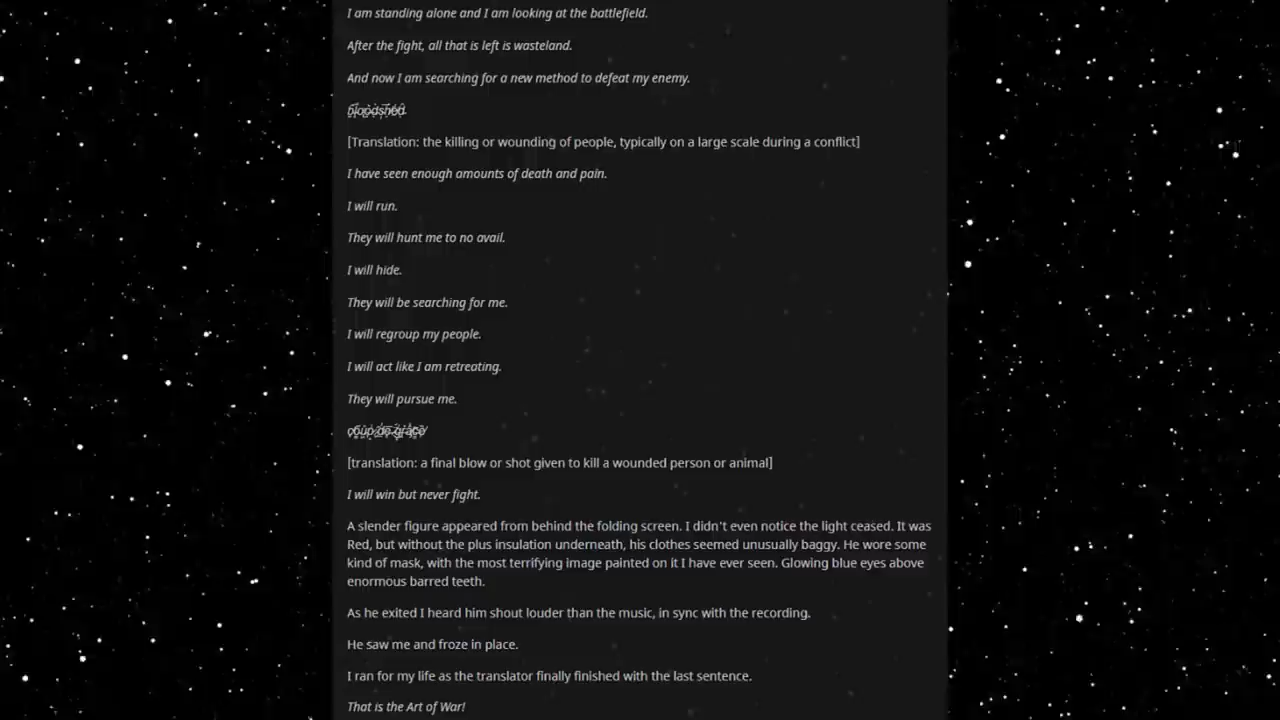 I am standing alone and I am looking at the battlefield.
After the fight, all that is left is wasteland.
And now I am searching for a new method to defeat my enemy.
bloodshed.
[Translation: the killing or wounding of people, typically on a large scale during a conflict]
I have seen enough amounts of death and pain.
I will run.
They will hunt me to no avail.
I will hide.
They will be searching for me.
I will regroup my people.
I will act like I am retreating.
They will pursue me.
coup de grâce
[translation: a final blow or shot given to kill a wounded person or animal]
I will win but never fight.
A slender figure appeared from behind the folding screen. I didn't even notice the light ceased. It was
Red, but without the plus insulation underneath, his clothes seemed unusually baggy. He wore some
kind of mask, with the most terrifying image painted on it I have ever seen. Glowing blue eyes above
enormous barred teeth.
As he exited I heard him shout louder than the music, in sync with the recording.
He saw me and froze in place.
I ran for my life as the translator finally finished with the last sentence.
That is the Art of War!